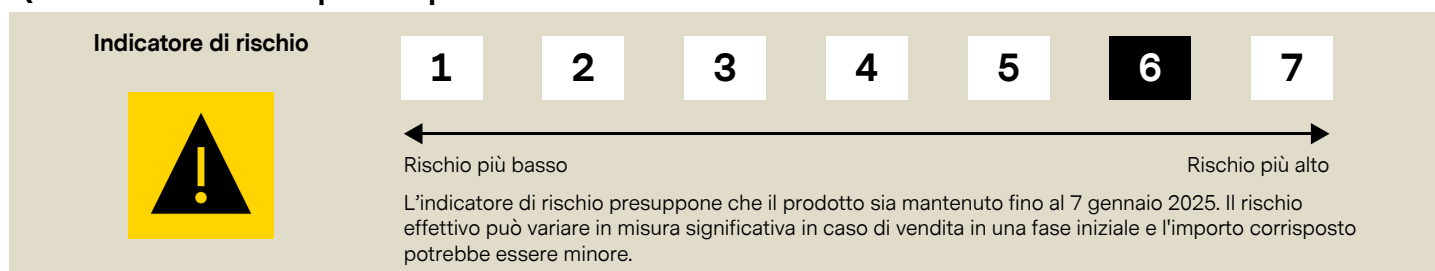 Indicatore di rischio
1 2 3 4 5 6 7
Rischio più basso Rischio più alto
L'indicatore di rischio presuppone che il prodotto sia mantenuto fino al 7 gennaio 2025. Il rischio
effettivo può variare in misura significativa in caso di vendita in una fase iniziale e l'importo corrisposto
potrebbe essere minore.